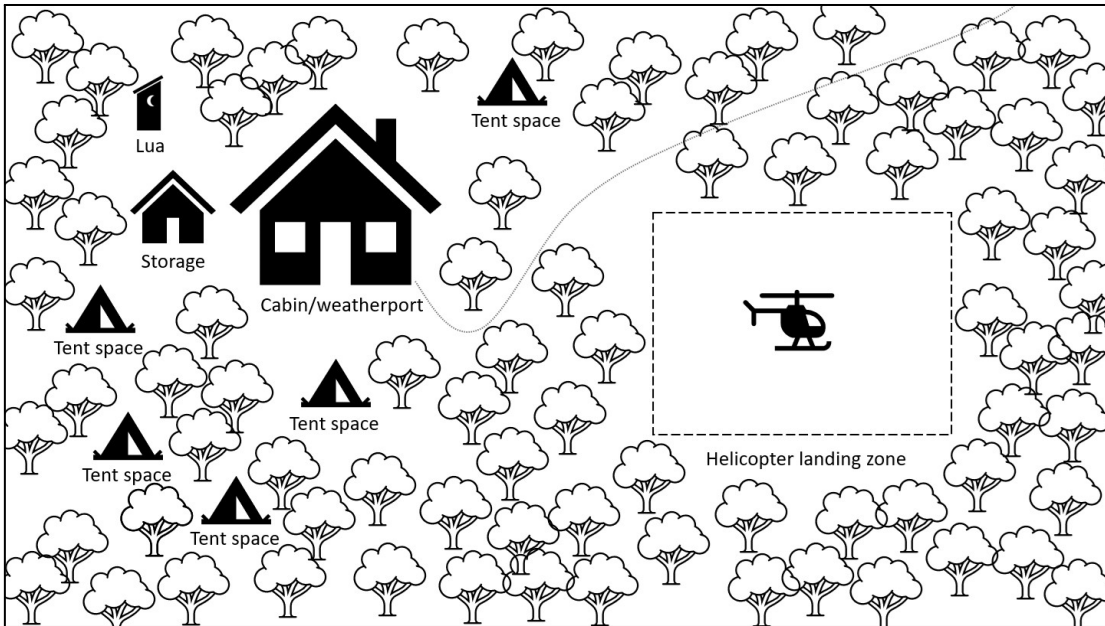 Tent space
Lua
Storage
Cabin/weatherport
Tent space
Tent space
Helicopter landing zone
Tent space
Tent space